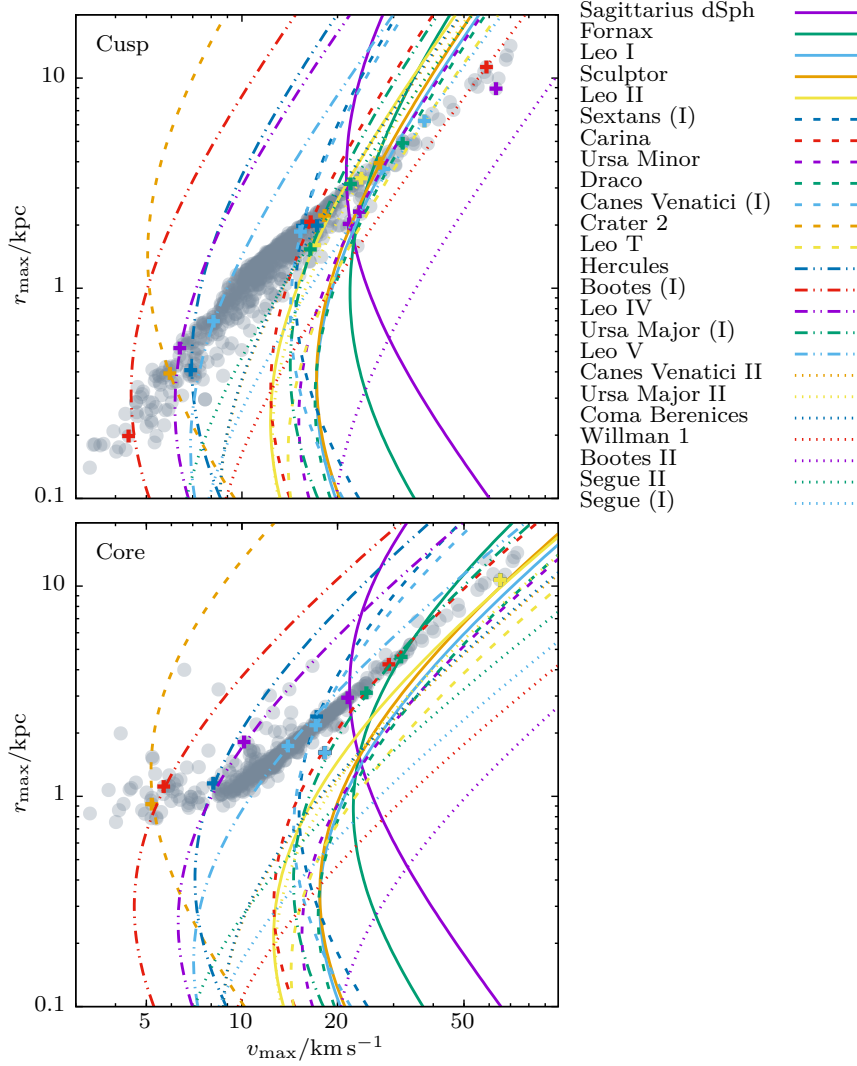 Cusp
10
1
0.1
r_max/kpc
Core
10
1
0.1
r_max/kpc
5 10 20 50
v_max/km s⁻¹
Sagittarius dSph
Fornax
Leo I
Sculptor
Leo II
Sextans (I)
Carina
Ursa Minor
Draco
Canes Venatici (I)
Crater 2
Leo T
Hercules
Bootes (I)
Leo IV
Ursa Major (I)
Leo V
Canes Venatici II
Ursa Major II
Coma Berenices
Willman 1
Bootes II
Segue II
Segue (I)